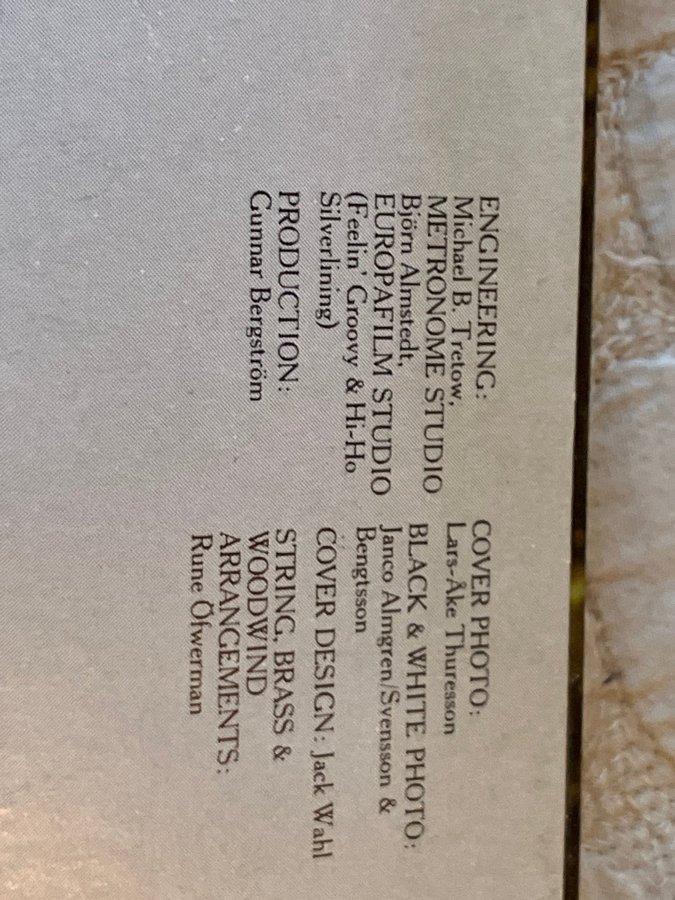 ENGINEERING:
Michael B. Tretow,
METRONOME STUDIO
Björn Almstedt,
EUROPAFILM STUDIO
(Feelin' Groovy & Hi-Ho
Silverlining)
PRODUCTION:
Gunnar Bergström
COVER PHOTO:
Lars-Åke Thuresson
BLACK & WHITE PHOTO:
Janco Almgren/Svensson &
Bengtsson
COVER DESIGN: Jack Wahl
STRING, BRASS &
WOODWIND
ARRANGEMENTS:
Rune Öfwerman